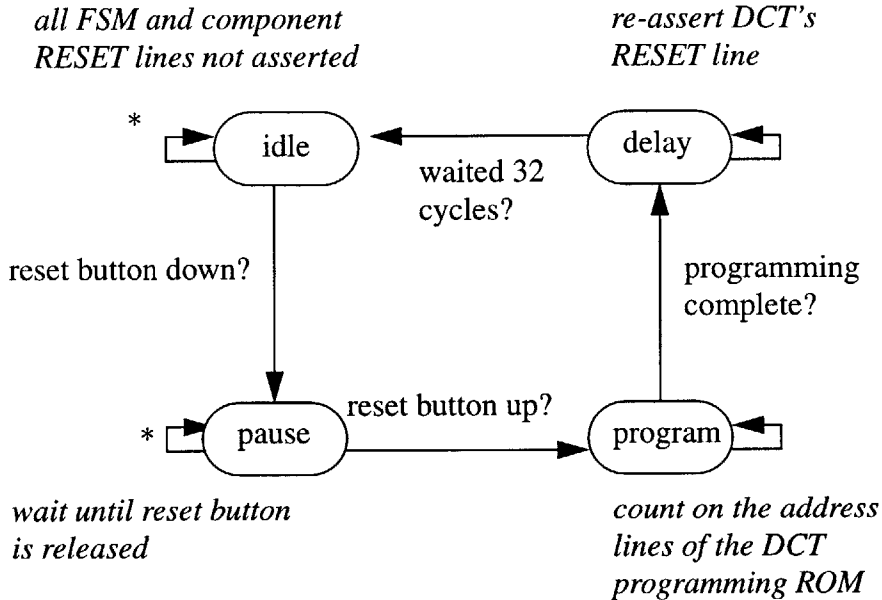 all FSM and component
RESET lines not asserted
re-assert DCT's
RESET line
*
idle
delay
waited 32
cycles?
reset button down?
programming
complete?
*
pause
reset button up?
program
wait until reset button
is released
count on the address
lines of the DCT
programming ROM